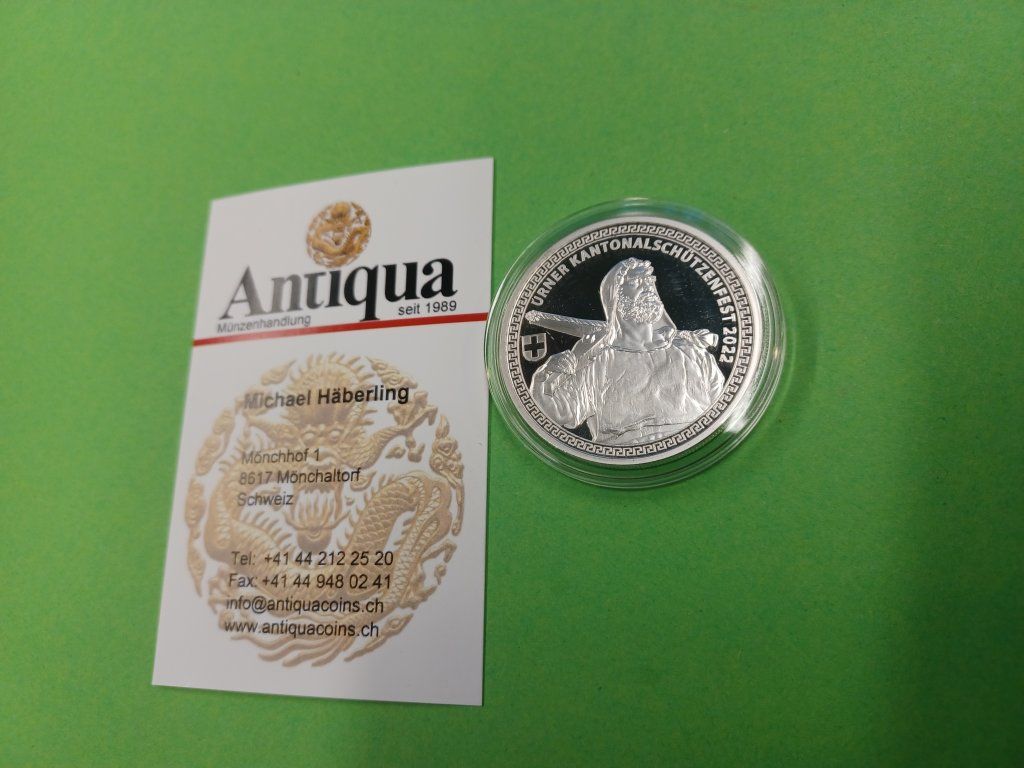 Antiqua
Münzenhandlung seit 1989
Michael Häberling
Mönchhof 1
8617 Mönchaltorf
Schweiz
Tel: +41 44 212 25 20
Fax: +41 44 948 02 41
info@antiquacoins.ch
www.antiquacoins.ch
URNER KANTONALSCHÜTZENFEST 2022